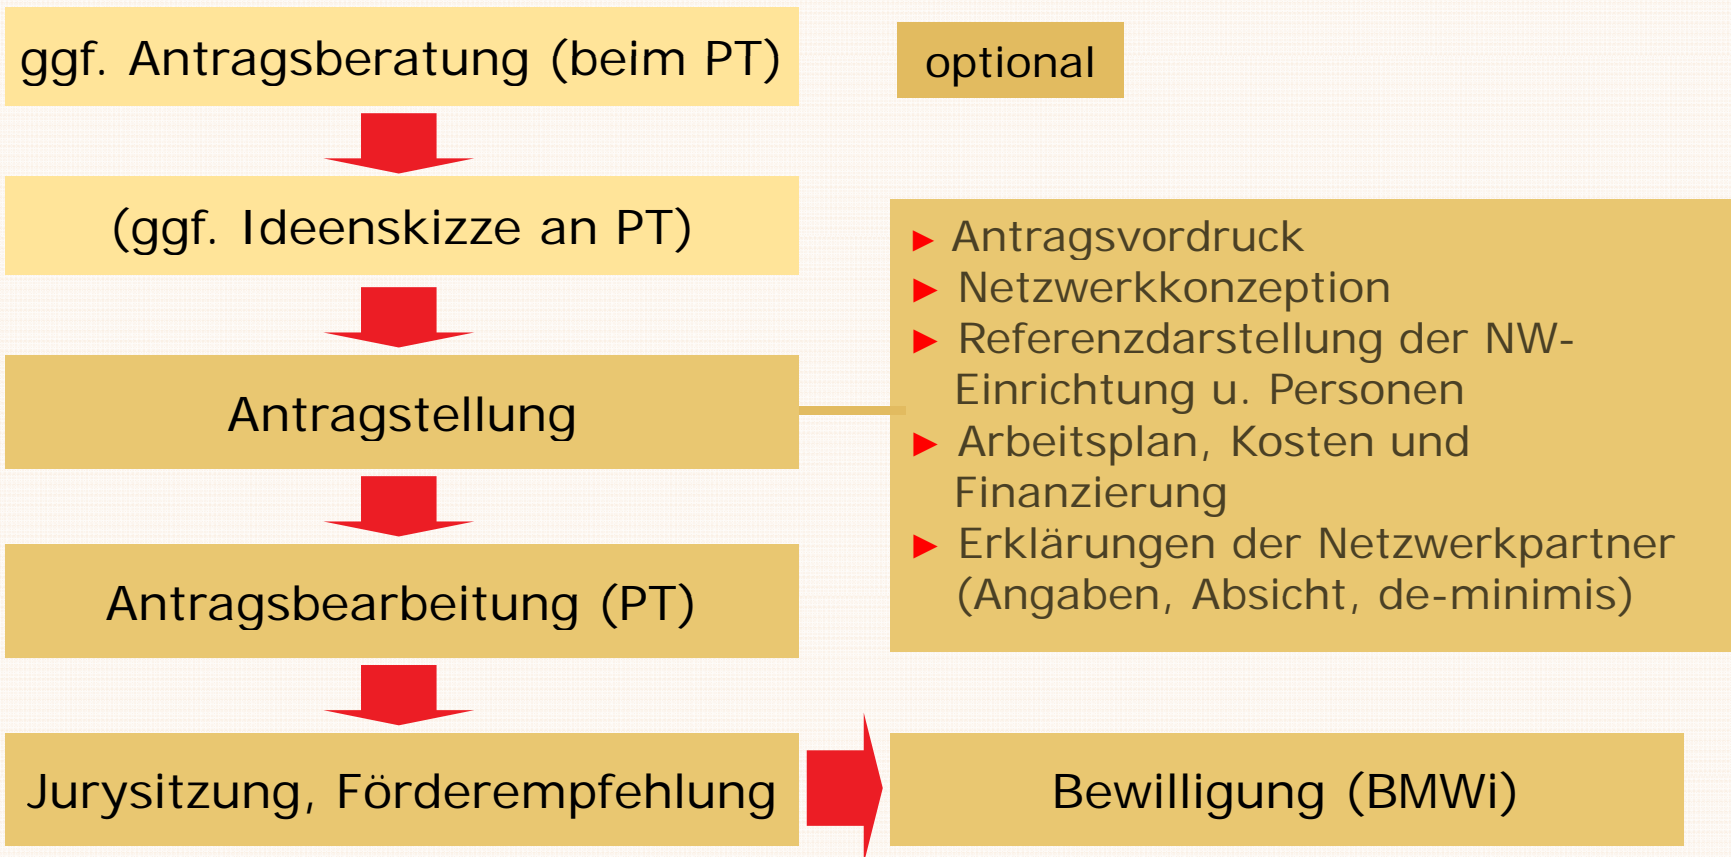 ggf. Antragsberatung (beim PT)
optional
(ggf. Ideenskizze an PT)
Antragstellung
► Antragsvordruck
► Netzwerkkonzeption
► Referenzdarstellung der NW-
Einrichtung u. Personen
► Arbeitsplan, Kosten und
Finanzierung
► Erklärungen der Netzwerkpartner
(Angaben, Absicht, de-minimis)
Antragsbearbeitung (PT)
Jurysitzung, Förderempfehlung
Bewilligung (BMWi)